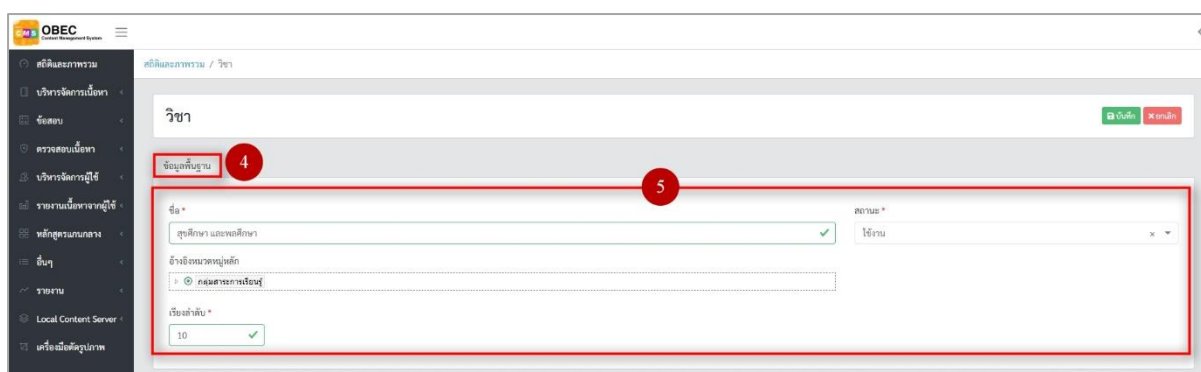 CMS OBEC
Content Management System
สถิติและภาพรวม
สถิติและภาพรวม / วิชา
บริหารจัดการเนื้อหา
วิชา
บันทึก × ยกเลิก
ข้อสอบ
ตรวจสอบเนื้อหา
ข้อมูลพื้นฐาน 4
บริหารจัดการผู้ใช้
5
รายงานเนื้อหาจากผู้ใช้
ชื่อ * สถานะ *
หลักสูตรแกนกลาง
สุขศึกษา และพลศึกษา ใช้งาน ×
อื่นๆ
อ้างอิงหมวดหมู่หลัก
กลุ่มสาระการเรียนรู้
รายงาน
เรียงลำดับ *
Local Content Server
10
เครื่องมือตัดรูปภาพ